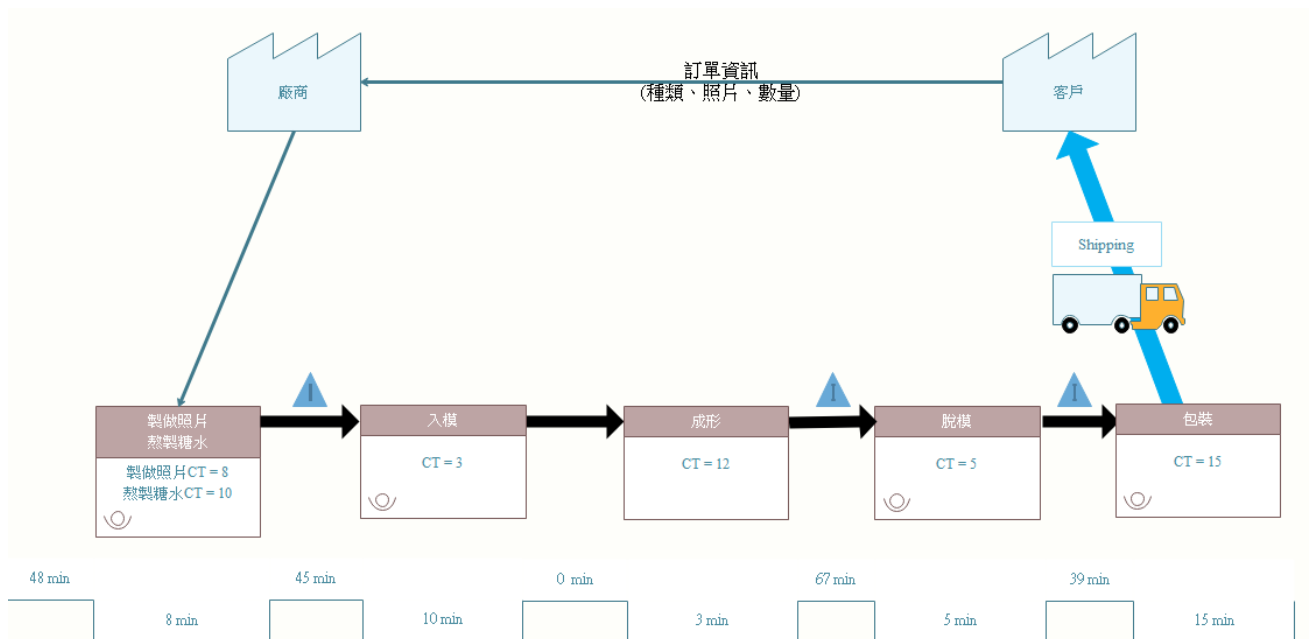 廠商
訂單資訊
(種類、照片、數量)
客戶
Shipping
製做照片
熬製糖水
製做照片CT = 8
熬製糖水CT = 10
I
入模
CT = 3
成形
CT = 12
I
脫模
CT = 5
I
包裝
CT = 15
48 min
45 min
0 min
67 min
39 min
8 min
10 min
3 min
5 min
15 min